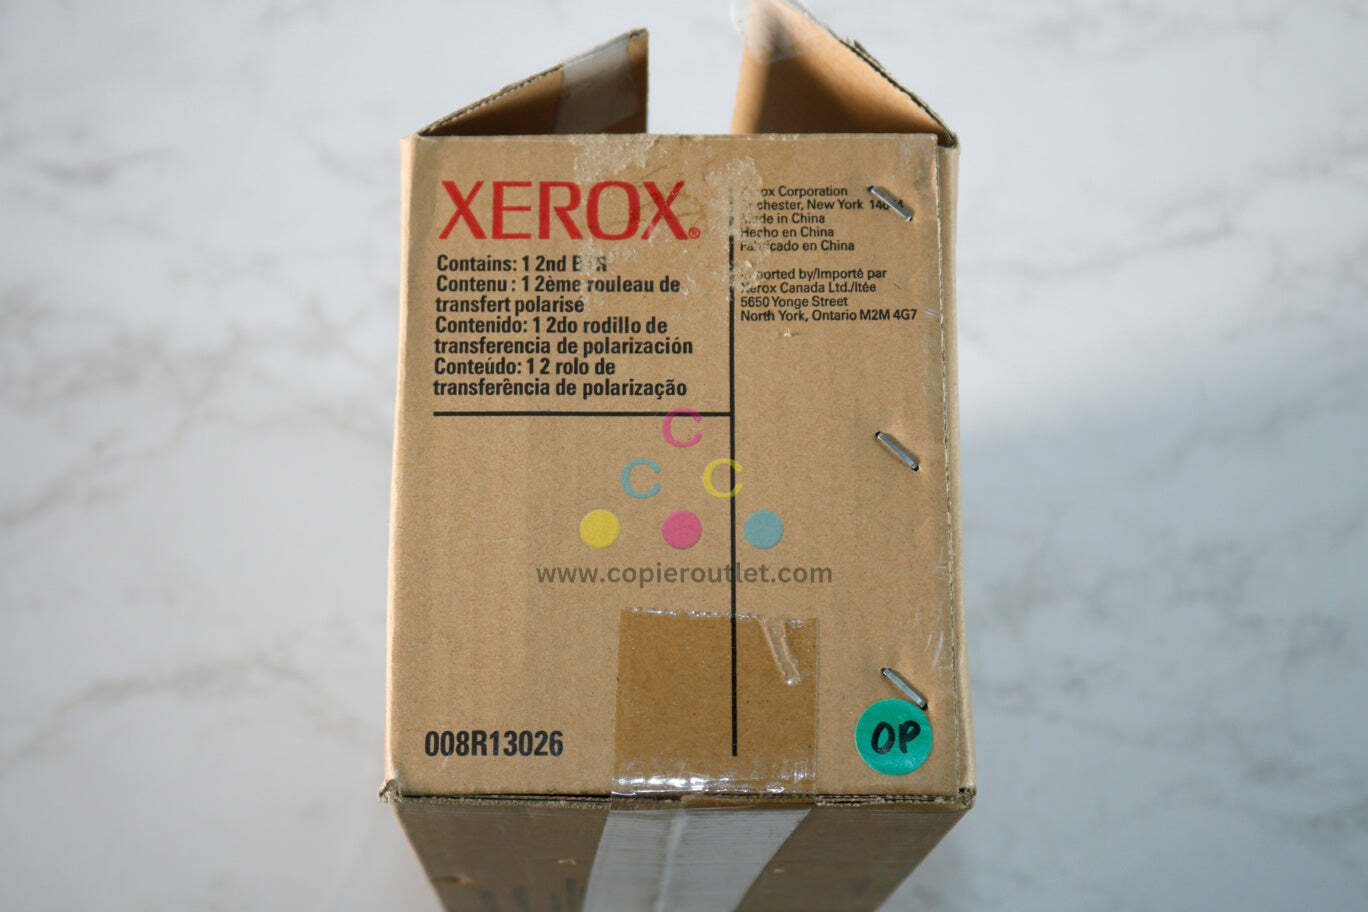 XEROX®
Contains: 1 2nd
Contenu : 1 2ème rouleau de
transfert polarisé
Contenido: 1 2do rodillo de
transferencia de polarización
Conteúdo: 1 2 rolo de
transferência de polarização
Corporation
New York
in China
Hecho en China
Fabricado en China
Imported by/Importé par
Xerox Canada Ltd./ltée
5650 Yonge Street
North York, Ontario M2M 4G7
C
C C
www.copieroutlet.com
008R13026
OP